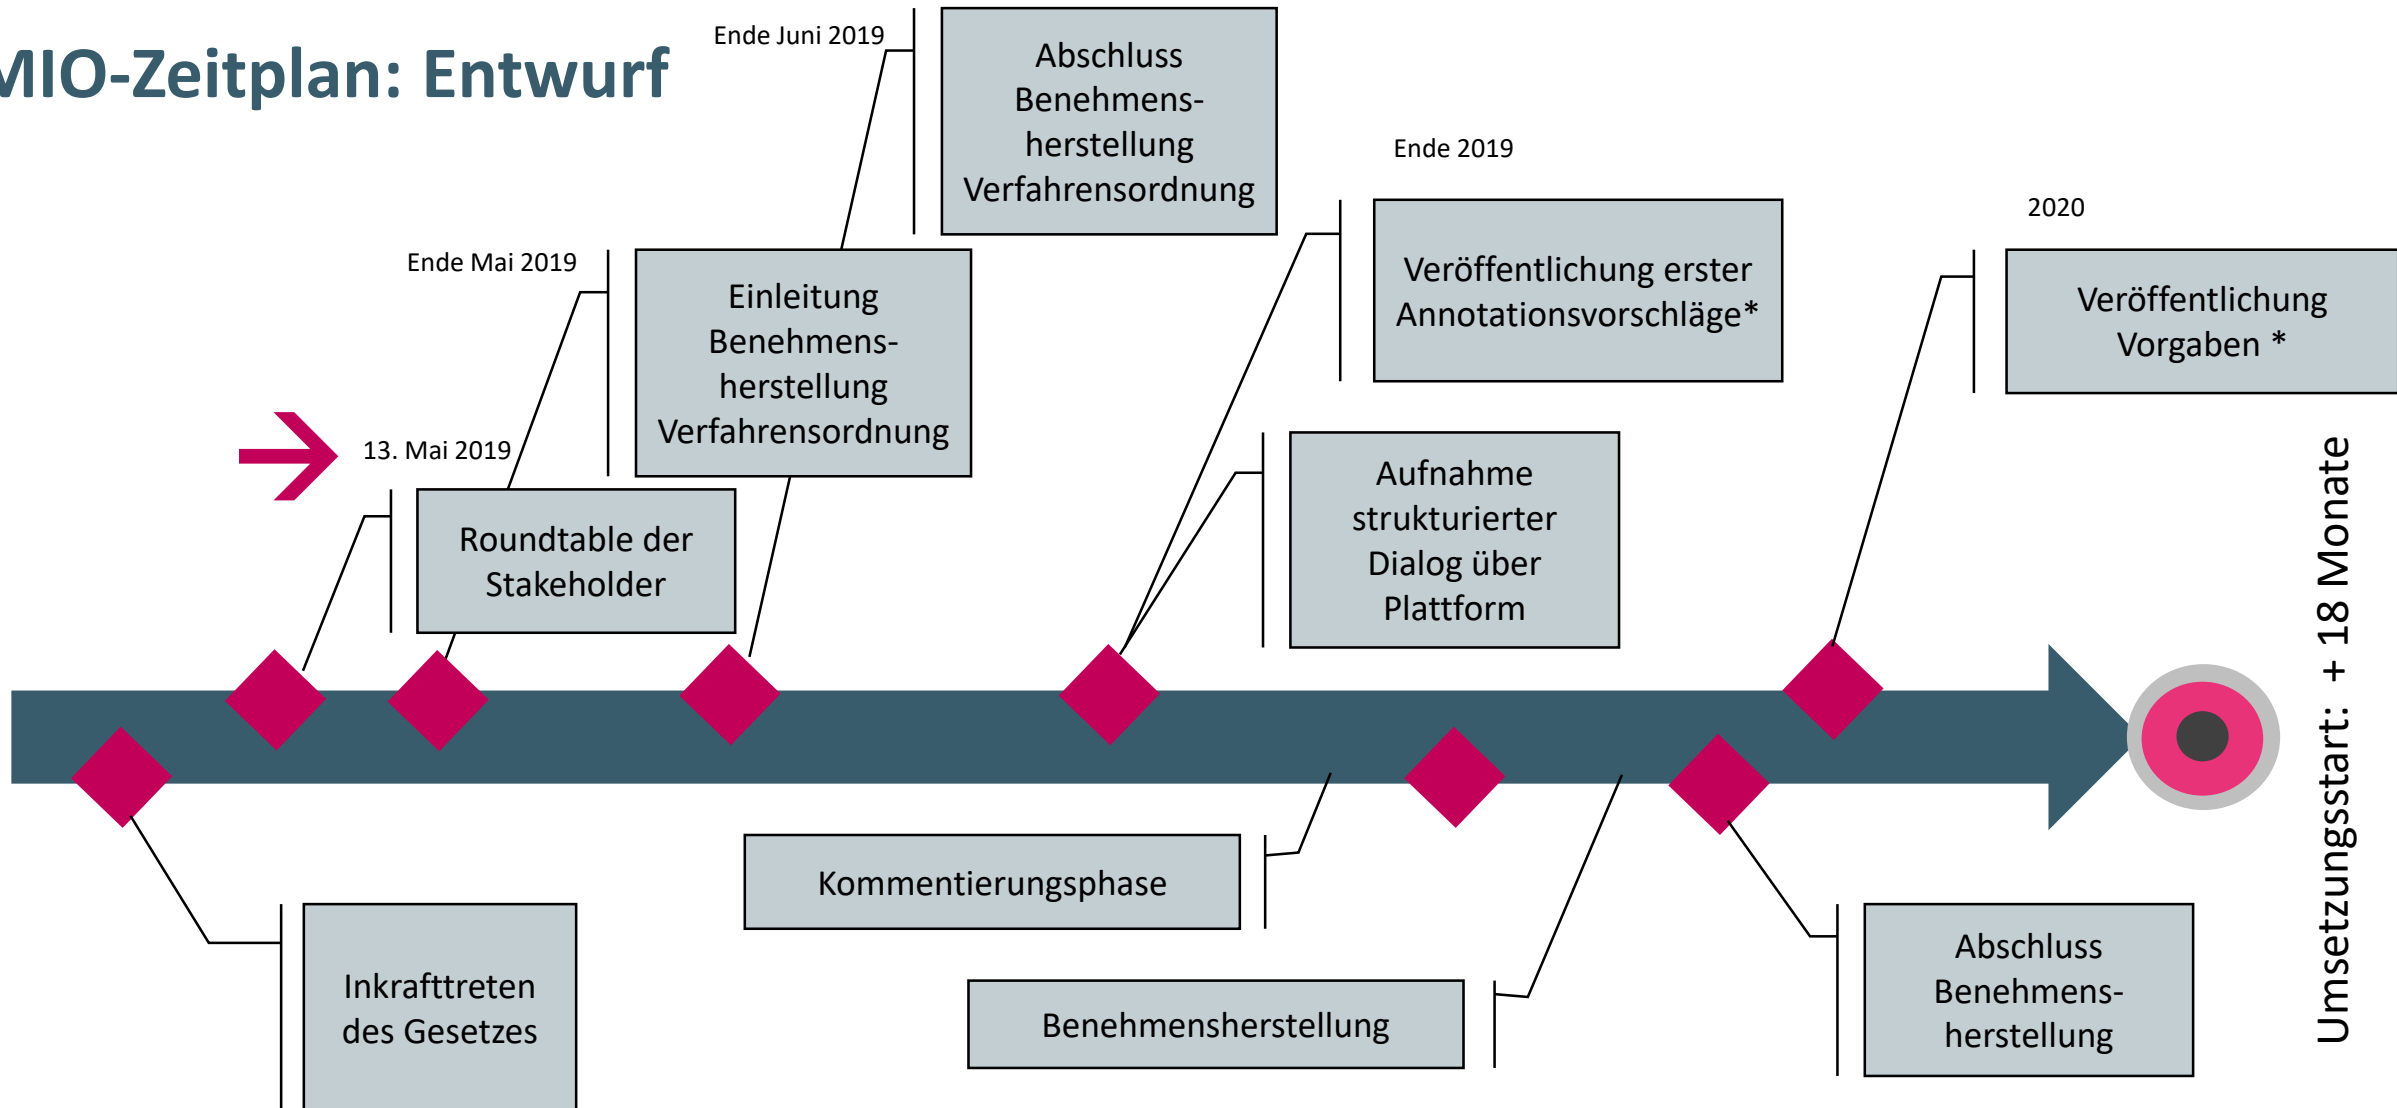 MIO-Zeitplan: Entwurf
Ende Juni 2019
Abschluss
Benehmens-
herstellung
Verfahrensordnung
Ende Mai 2019
Einleitung
Benehmens-
herstellung
Verfahrensordnung
13. Mai 2019
Roundtable der
Stakeholder
Ende 2019
Veröffentlichung erster
Annotationsvorschläge*
Aufnahme
strukturierter
Dialog über
Plattform
2020
Veröffentlichung
Vorgaben *
Umsetzungsstart: + 18 Monate
Inkrafttreten
des Gesetzes
Kommentierungsphase
Benehmensherstellung
Abschluss
Benehmens-
herstellung